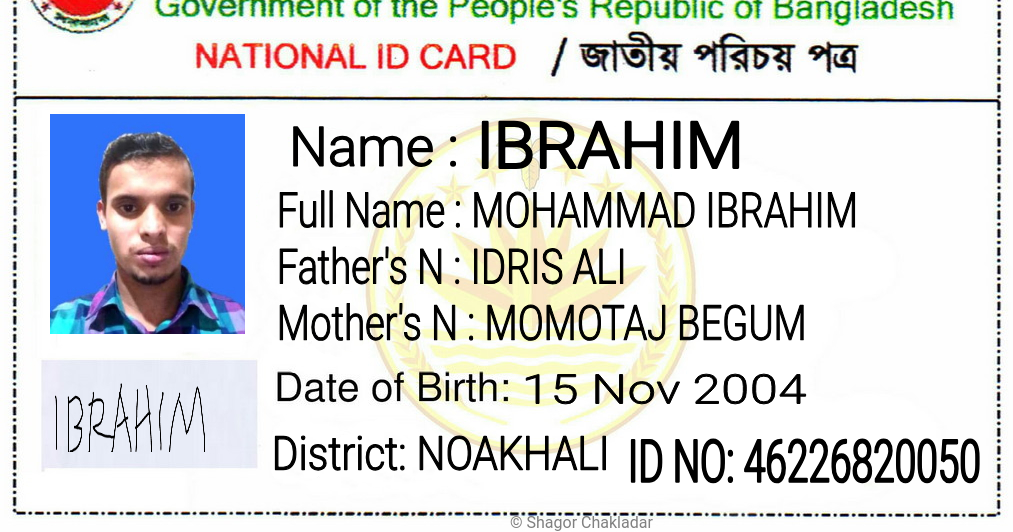 Government of the People's Republic of Bangladesh
NATIONAL ID CARD / জাতীয় পরিচয় পত্র
Name : IBRAHIM
Full Name : MOHAMMAD IBRAHIM
Father's N : IDRIS ALI
Mother's N : MOMOTAJ BEGUM
Date of Birth: 15 Nov 2004
IBRAHIM
District: NOAKHALI ID NO: 46226820050
© Shagor Chakladar